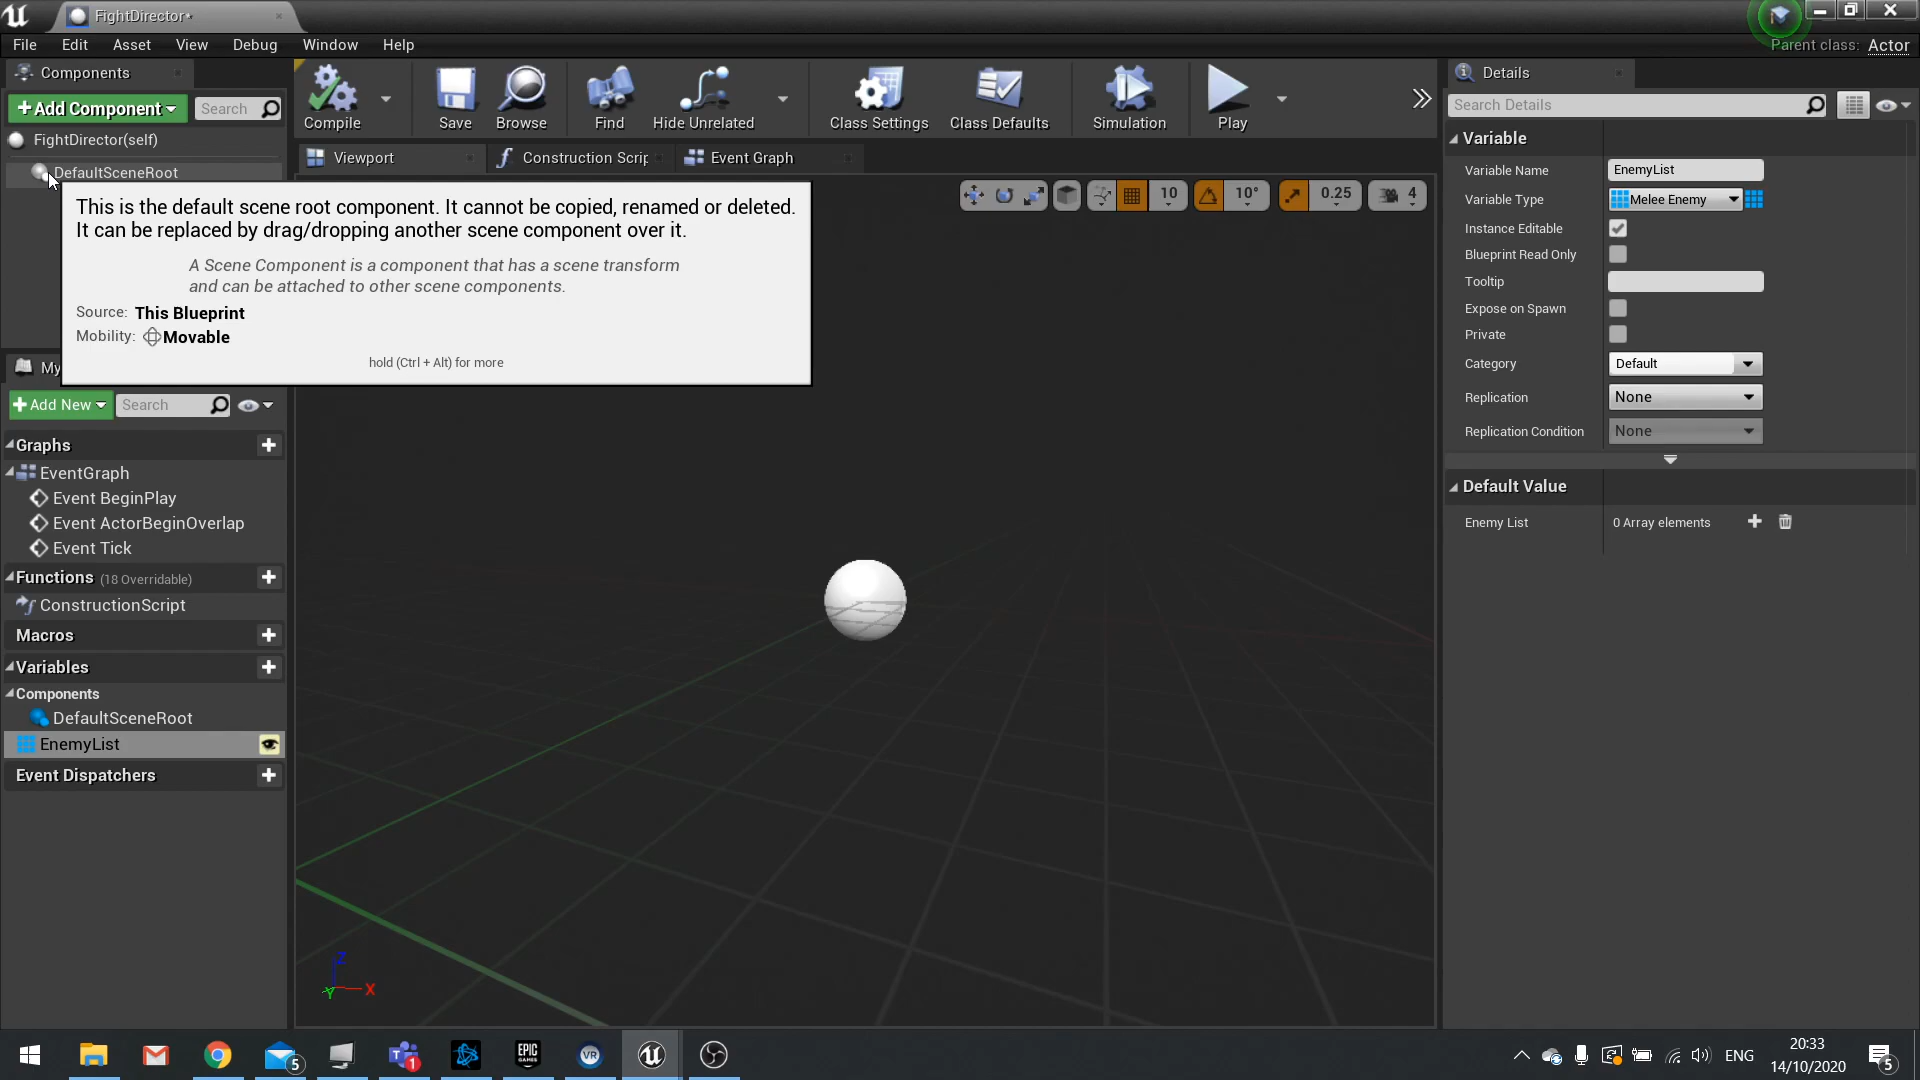 FightDirector*
File Edit Asset View Debug Window Help
Parent class: Actor
Components
+Add Component
Search
FightDirector(self)
DefaultSceneRoot
This is the default scene root component. It cannot be copied, renamed or deleted.
It can be replaced by drag/dropping another scene component over it.
A Scene Component is a component that has a scene transform
and can be attached to other scene components.
Source: This Blueprint
Mobility: Movable
hold (Ctrl + Alt) for more
My
+Add New
Search
Graphs
EventGraph
Event BeginPlay
Event ActorBeginOverlap
Event Tick
Functions (18 Overridable)
ConstructionScript
Macros
Variables
Components
DefaultSceneRoot
EnemyList
Event Dispatchers
Compile Save Browse Find Hide Unrelated Class Settings Class Defaults Simulation Play
Viewport Construction Scrip Event Graph
10 10° 0.25 4
Z
Y X
Details
Search Details
Variable
Variable Name EnemyList
Variable Type Melee Enemy
Instance Editable
Blueprint Read Only
Tooltip
Expose on Spawn
Private
Category Default
Replication None
Replication Condition None
Default Value
Enemy List 0 Array elements
5
1
EPIC
GAMES
VR
ENG
20:33
14/10/2020
5